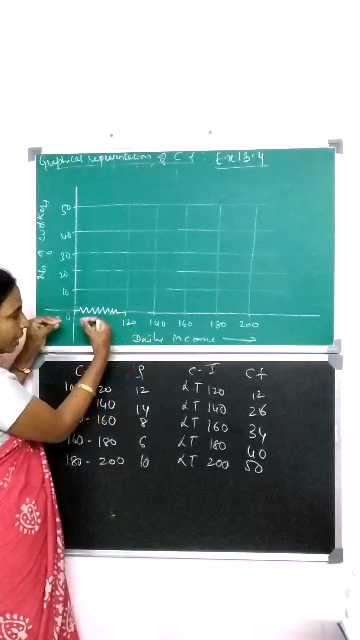 Graphical representation of C f. Ex 13.4
No. of workers
50
40
30
20
10
0
120 140 160 180 200
Daily income
C f C-I Cf
20 12 LT 120 12
140 14 LT 140 26
160 8 LT 160 34
160 - 180 6 LT 180 40
180 - 200 10 LT 200 50